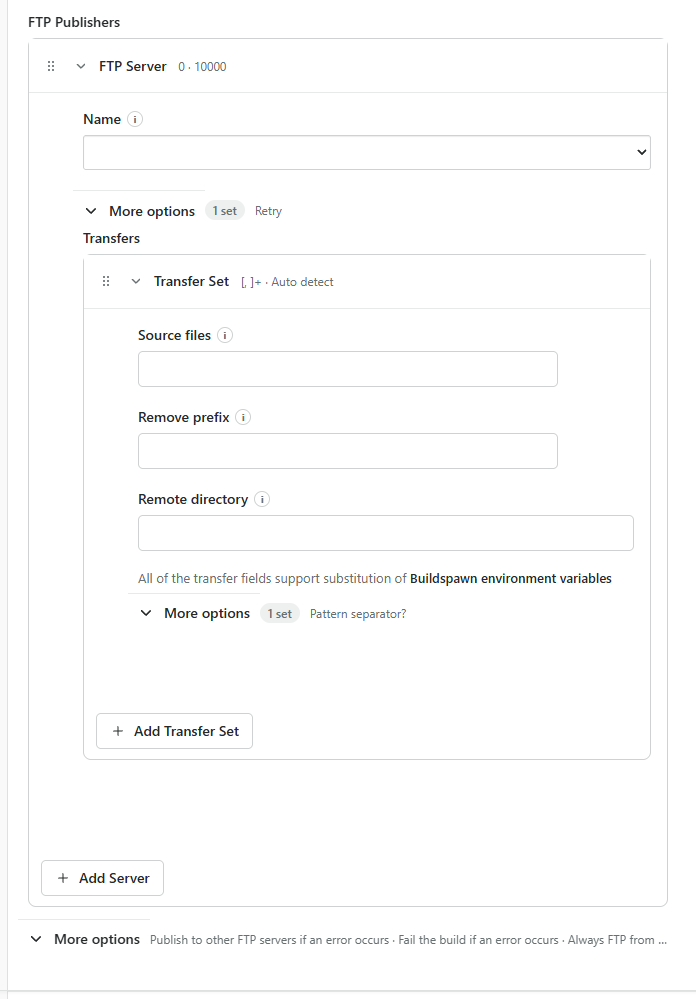 FTP Publishers
FTP Server 0 · 10000
Name
More options 1 set Retry
Transfers
Transfer Set [, ]+ · Auto detect
Source files
Remove prefix
Remote directory
All of the transfer fields support substitution of Buildspawn environment variables
More options 1 set Pattern separator?
+ Add Transfer Set
+ Add Server
More options Publish to other FTP servers if an error occurs · Fail the build if an error occurs · Always FTP from ...